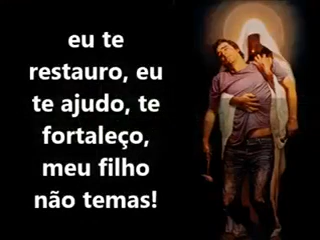 eu te
restauro, eu
te ajudo, te
fortaleço,
meu filho
não temas!